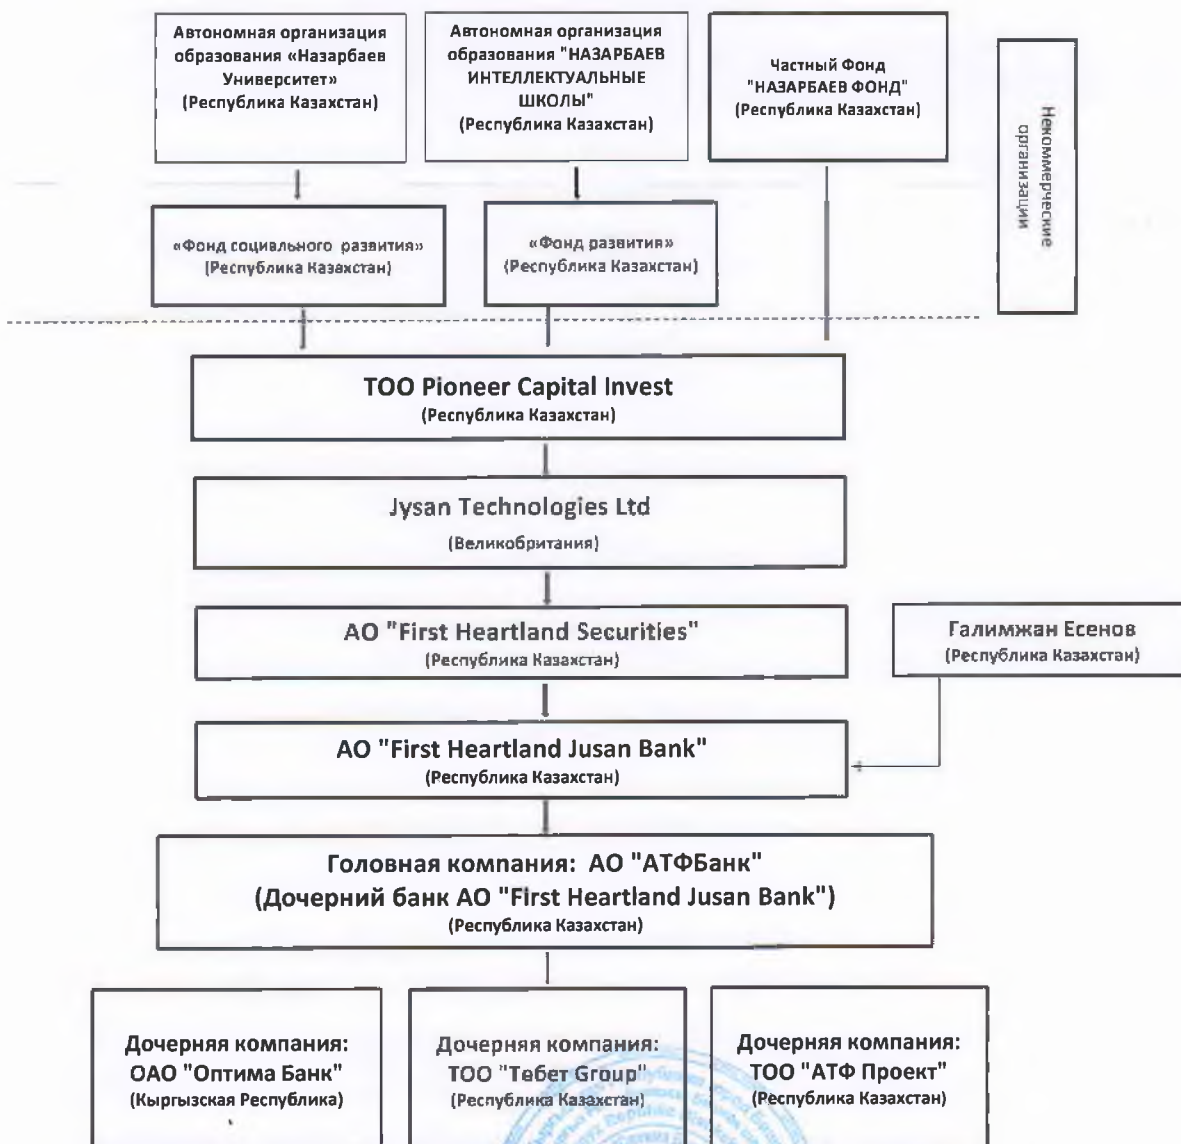 Автономная организация
образования «Назарбаев
Университет»
(Республика Казахстан)
Автономная организация
образования "НАЗАРБАЕВ
ИНТЕЛЛЕКТУАЛЬНЫЕ
ШКОЛЫ"
(Республика Казахстан)
Частный Фонд
"НАЗАРБАЕВ ФОНД"
(Республика Казахстан)
Некоммерческие
организации
«Фонд социального развития»
(Республика Казахстан)
«Фонд развития»
(Республика Казахстан)
ТОО Pioneer Capital Invest
(Республика Казахстан)
Jysan Technologies Ltd
(Великобритания)
АО "First Heartland Securities"
(Республика Казахстан)
Галимжан Есенов
(Республика Казахстан)
АО "First Heartland Jusan Bank"
(Республика Казахстан)
Головная компания: АО "АТФБанк"
(Дочерний банк АО "First Heartland Jusan Bank")
(Республика Казахстан)
Дочерняя компания:
ОАО "Оптима Банк"
(Кыргызская Республика)
Дочерняя компания:
ТОО "Төбет Group"
(Республика Казахстан)
Дочерняя компания:
ТОО "АТФ Проект"
(Республика Казахстан)